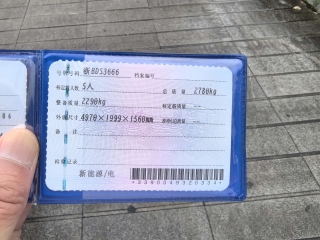 号牌号码 浙BDS3666 档案编号
核定载人数 5人 总质量 2780kg
整备质量 2290kg 核定载质量 --
外廓尺寸 4970×1999×1560mm 准牵引总质量 --
备注
检验记录
新能源/电